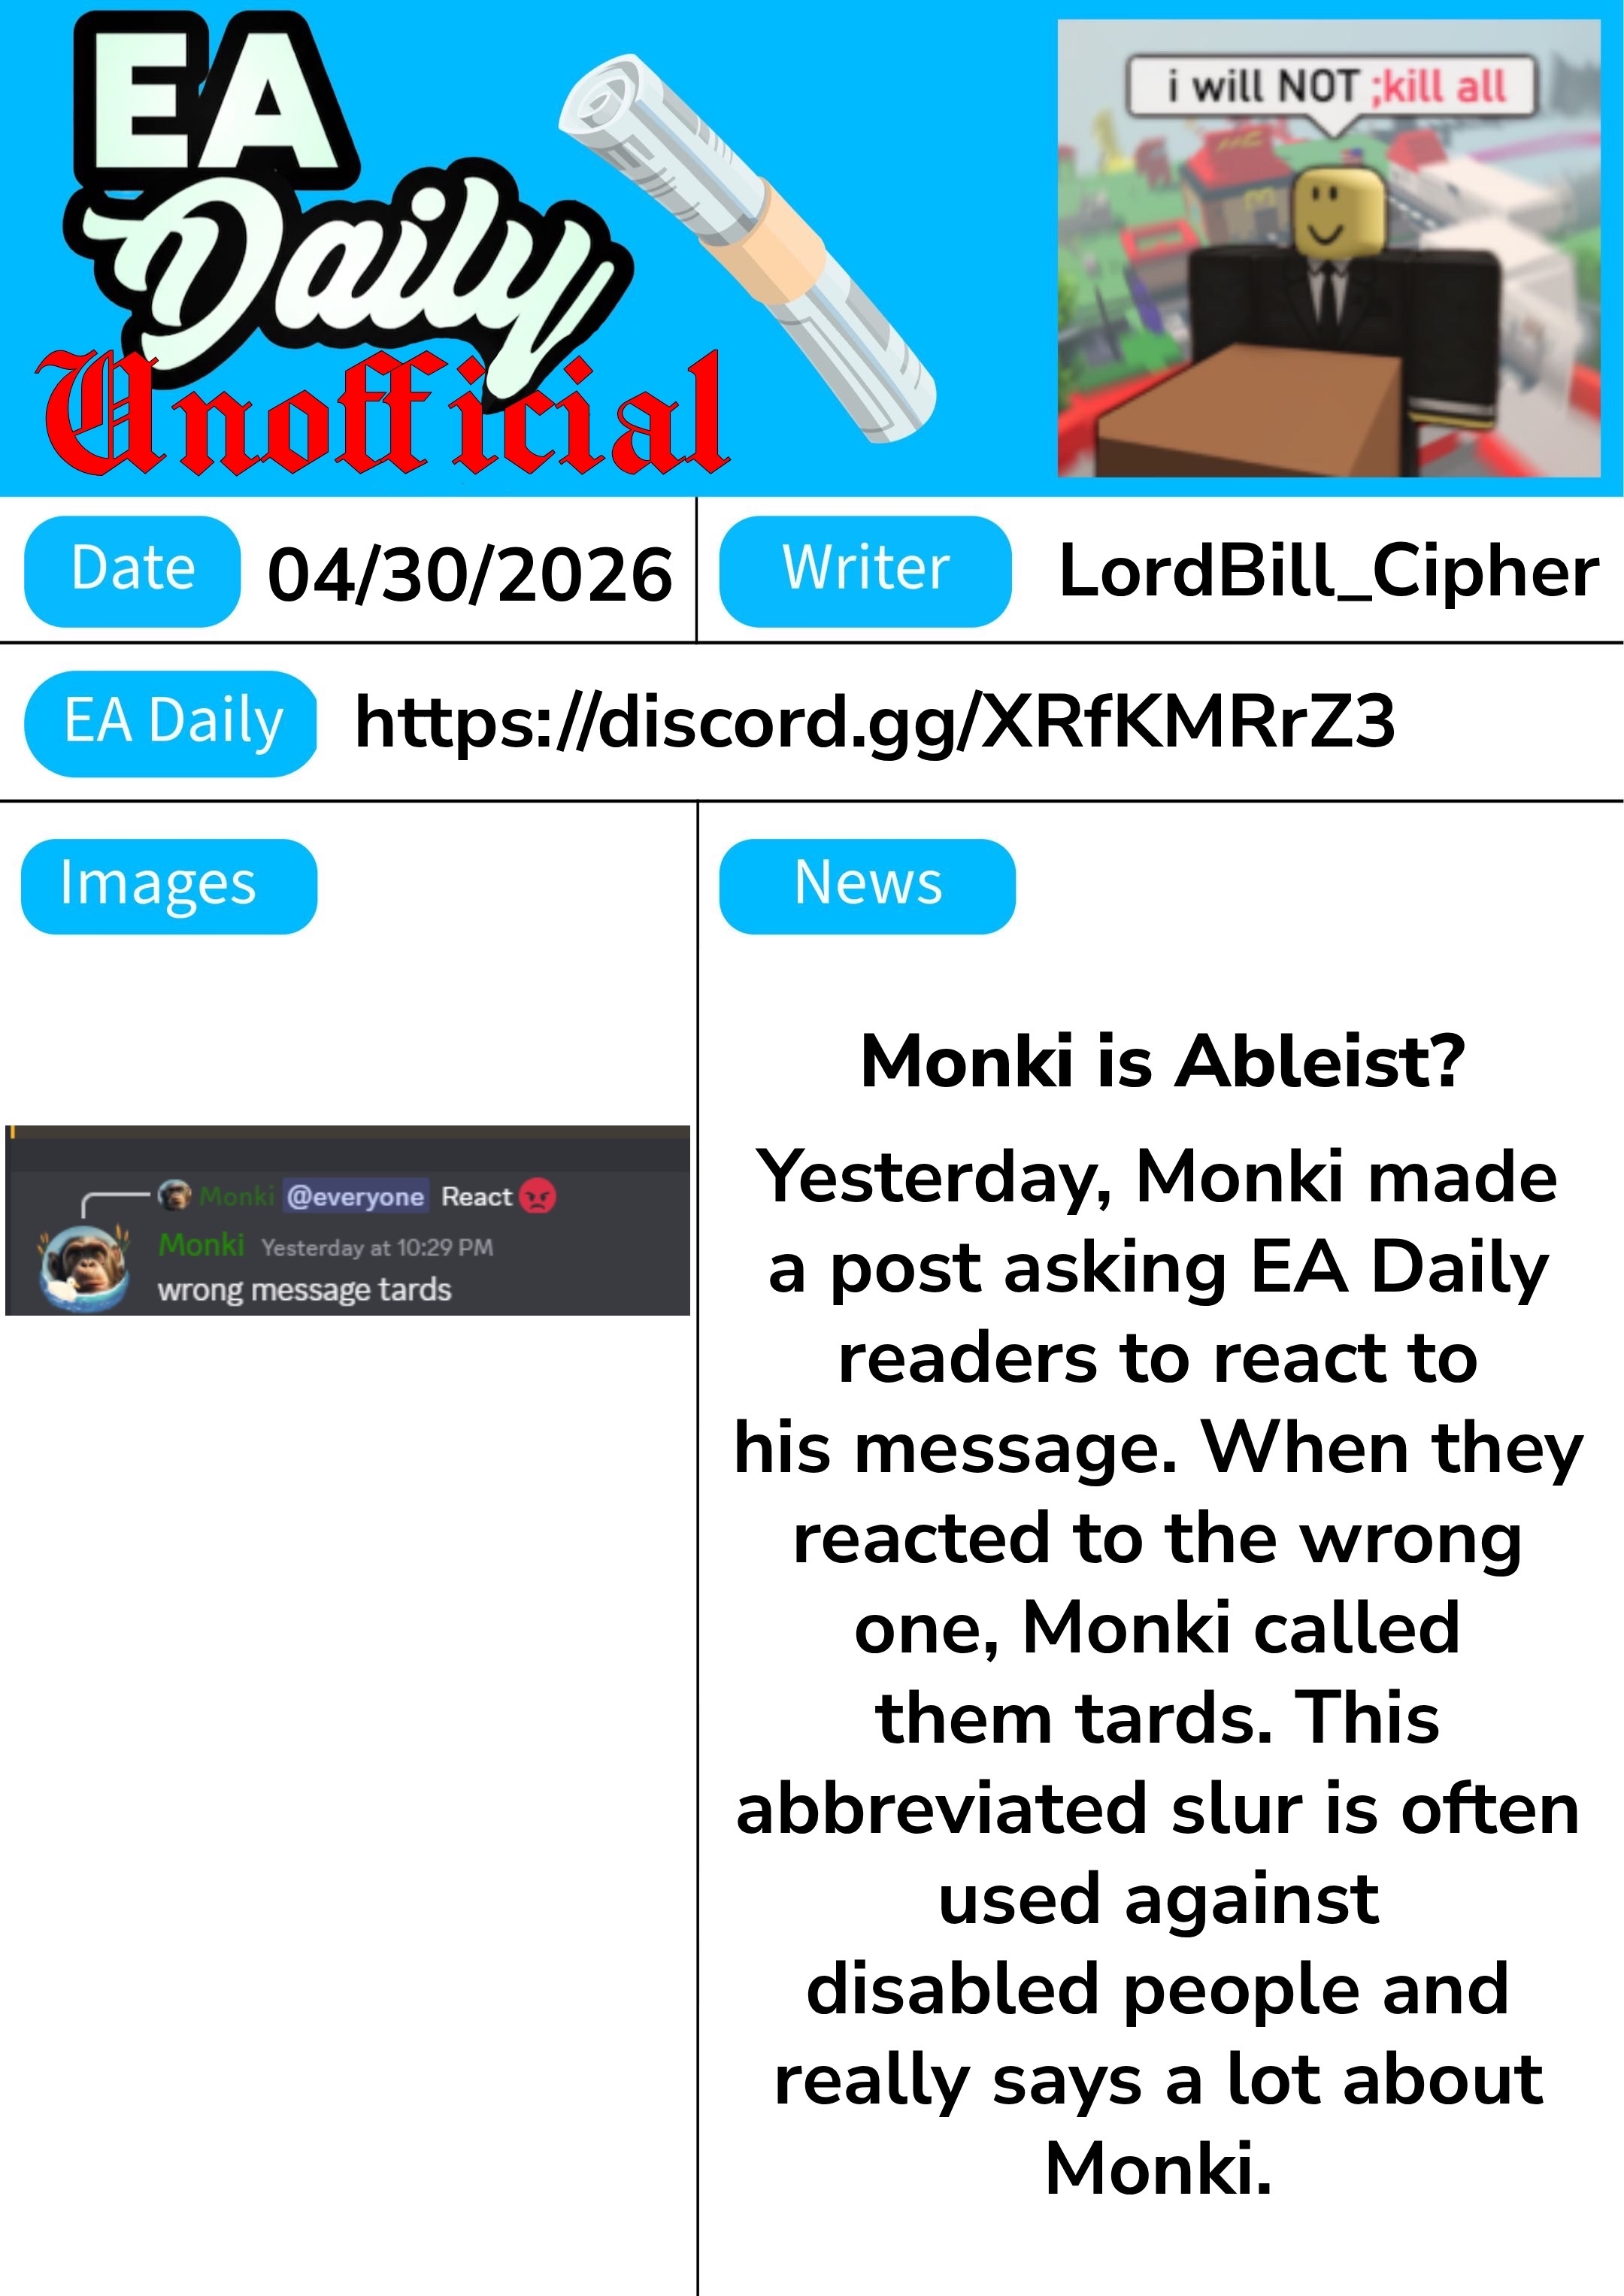 EA
Daily
Unofficial
i will NOT ;kill all
Date
04/30/2026
Writer
LordBill_Cipher
EA Daily
https://discord.gg/XRfKMRrZ3
Images
News
Monki @everyone React
Monki Yesterday at 10:29 PM
wrong message tards
Monki is Ableist?
Yesterday, Monki made
a post asking EA Daily
readers to react to
his message. When they
reacted to the wrong
one, Monki called
them tards. This
abbreviated slur is often
used against
disabled people and
really says a lot about
Monki.